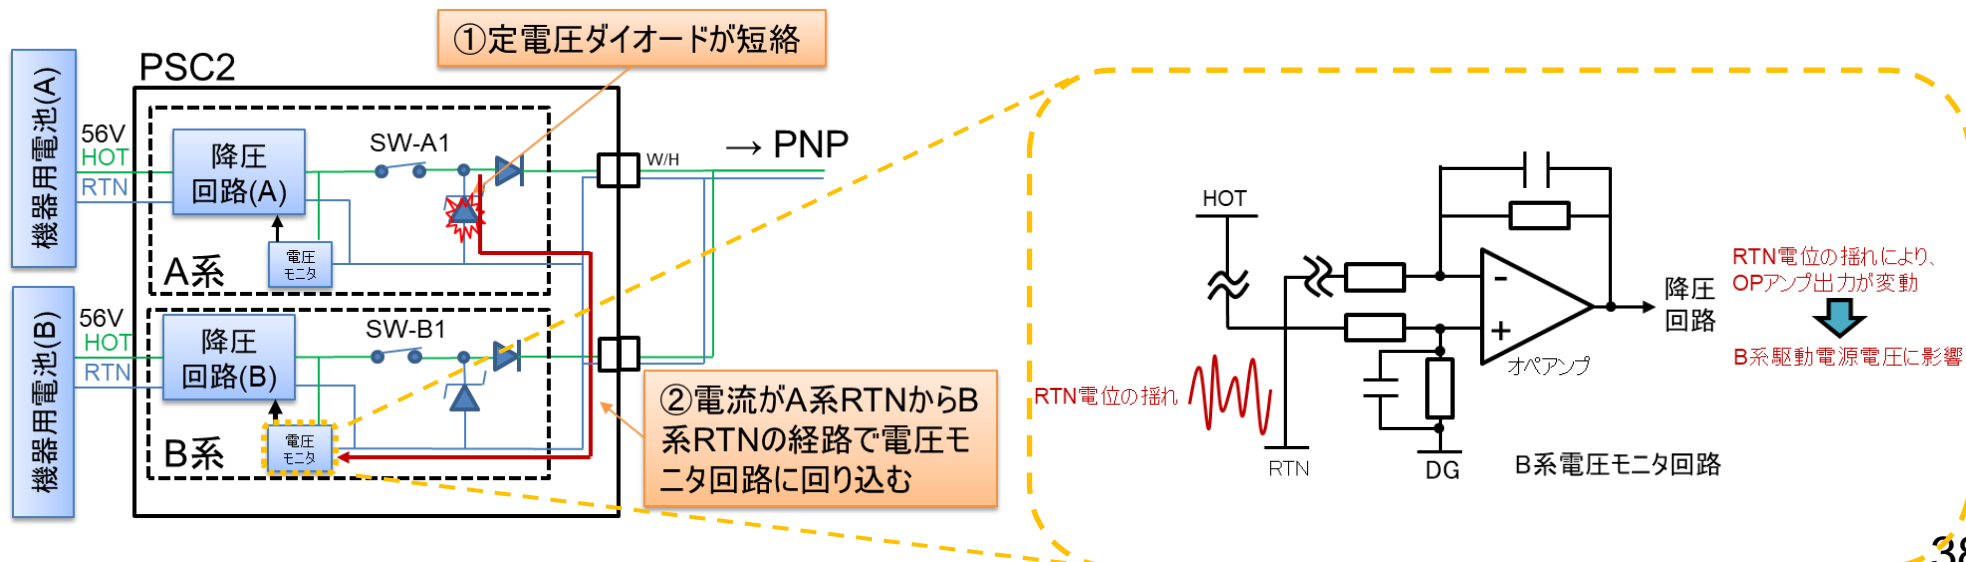 ①定電圧ダイオードが短絡
PSC2
機器用電池(A)
56V
HOT
RTN
降圧
回路(A)
SW-A1
電圧
モニタ
A系
W/H
→ PNP
機器用電池(B)
56V
HOT
RTN
降圧
回路(B)
SW-B1
電圧
モニタ
B系
②電流がA系RTNからB
系RTNの経路で電圧モ
ニタ回路に回り込む
HOT
RTN電位の揺れ
RTN
-
+
オペアンプ
DG
降圧
回路
B系電圧モニタ回路
RTN電位の揺れにより、
OPアンプ出力が変動
B系駆動電源電圧に影響
38